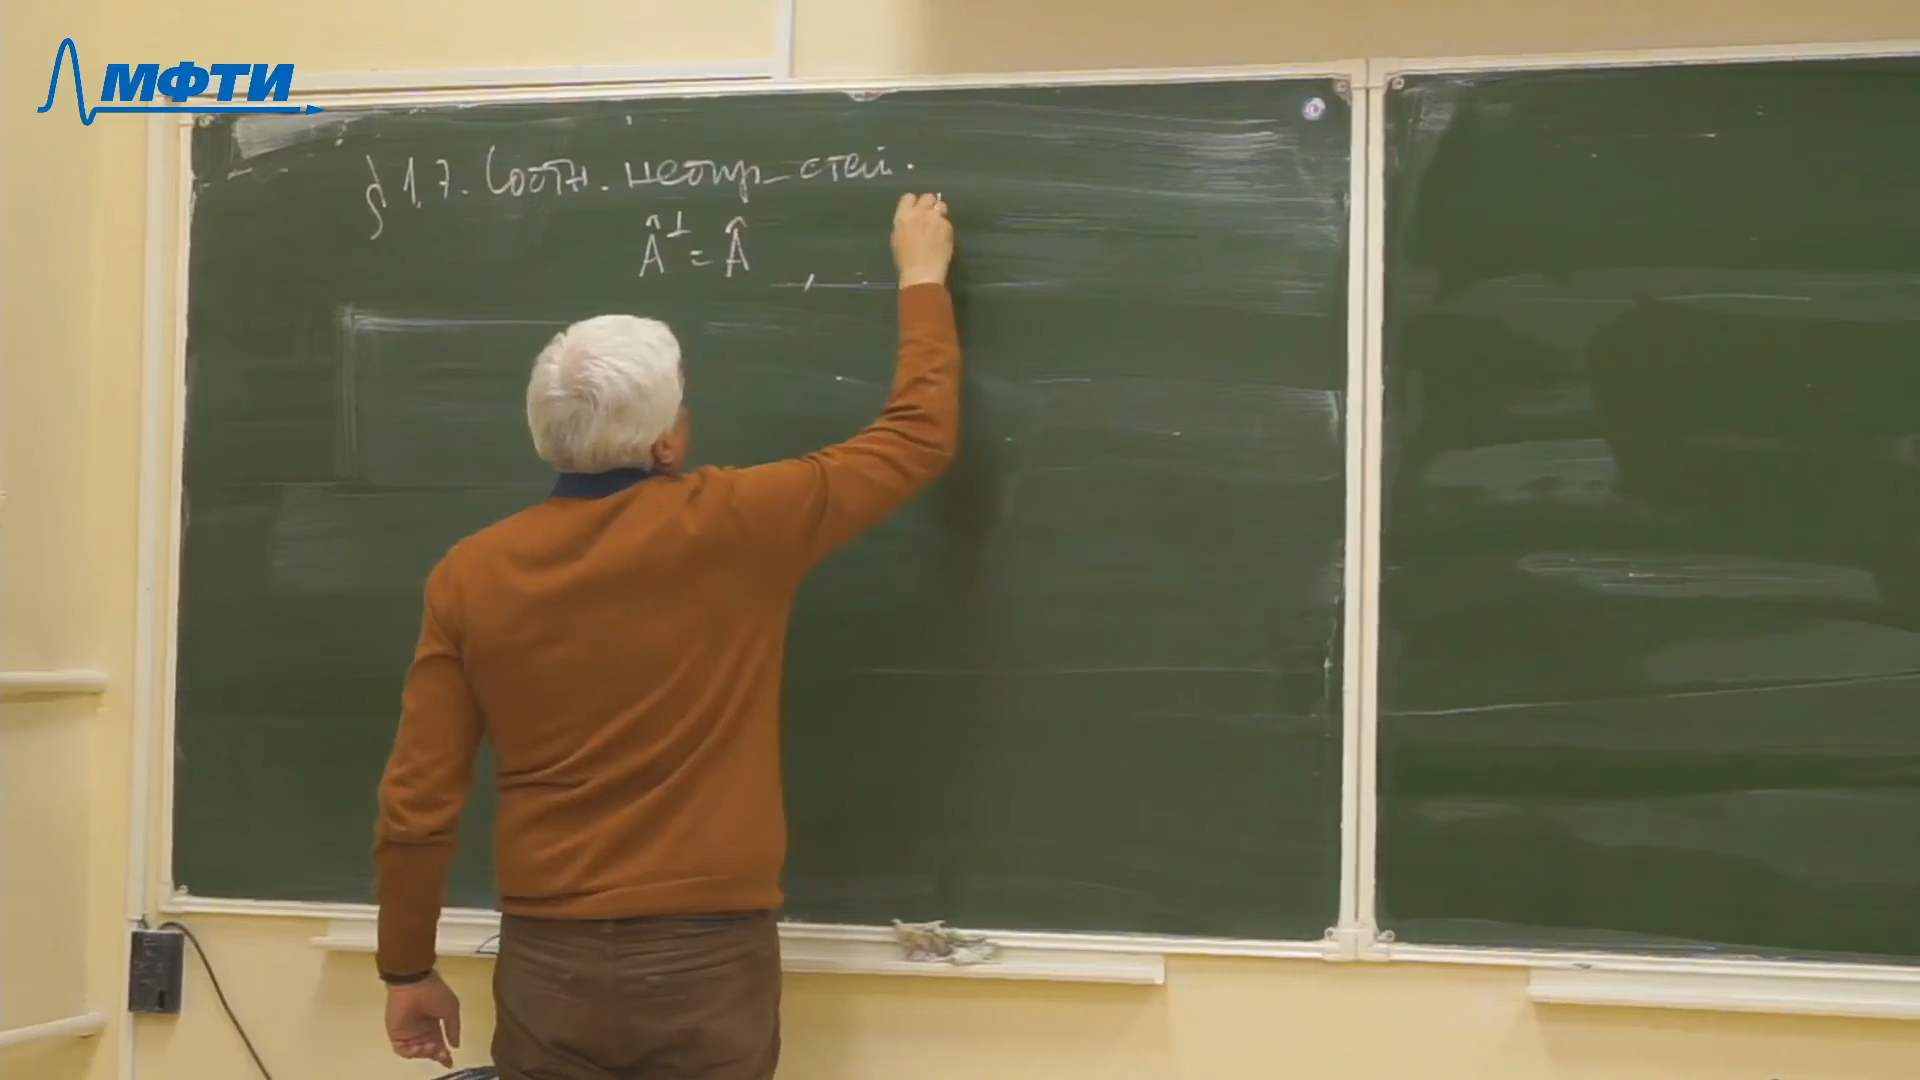 МФТИ
§ 1.7. Соотн. неопр-стей.
Â⁺ = Â